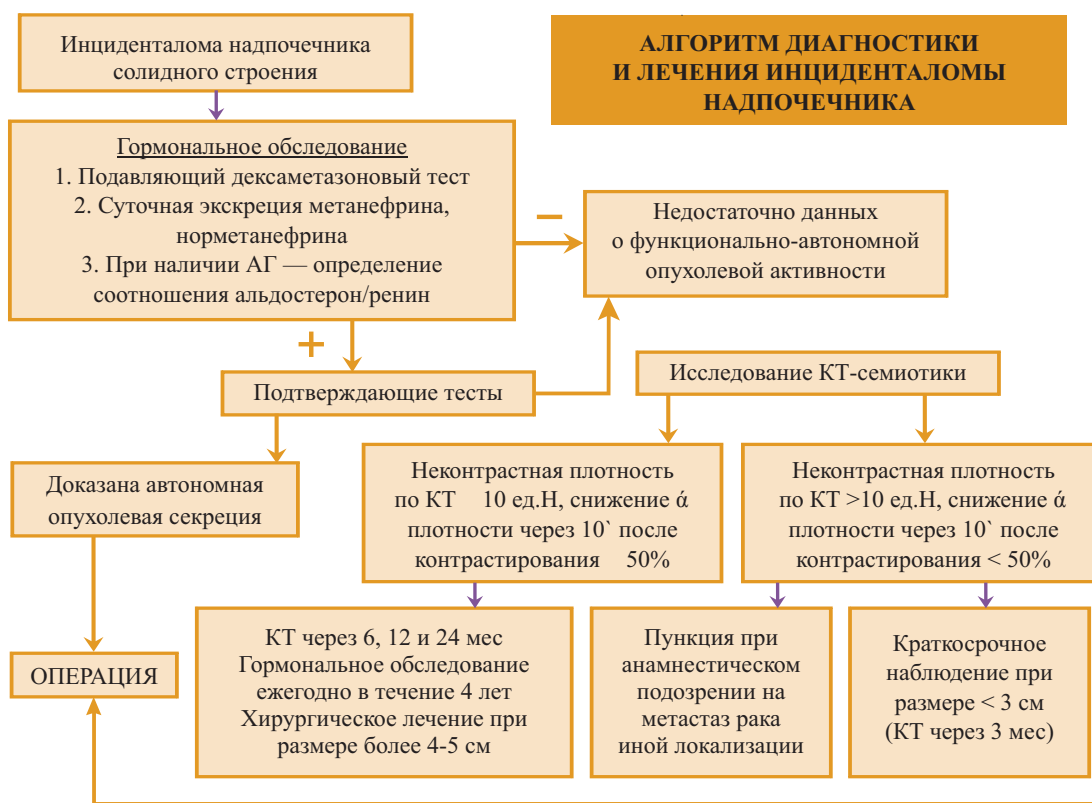 Инциденталома надпочечника
солидного строения
АЛГОРИТМ ДИАГНОСТИКИ
И ЛЕЧЕНИЯ ИНЦИДЕНТАЛОМЫ
НАДПОЧЕЧНИКА
Гормональное обследование
1. Подавляющий дексаметазоновый тест
2. Суточная экскреция метанефрина,
норметанефрина
3. При наличии АГ — определение
соотношения альдостерон/ренин
−
Недостаточно данных
о функционально-автономной
опухолевой активности
+
Подтверждающие тесты
Исследование КТ-семиотики
Доказана автономная
опухолевая секреция
Неконтрастная плотность
по КТ 10 ед.Н, снижение ά
плотности через 10` после
контрастирования 50%
Неконтрастная плотность
по КТ >10 ед.Н, снижение ά
плотности через 10` после
контрастирования < 50%
ОПЕРАЦИЯ
КТ через 6, 12 и 24 мес
Гормональное обследование
ежегодно в течение 4 лет
Хирургическое лечение при
размере более 4-5 см
Пункция при
анамнестическом
подозрении на
метастаз рака
иной локализации
Краткосрочное
наблюдение при
размере < 3 см
(КТ через 3 мес)